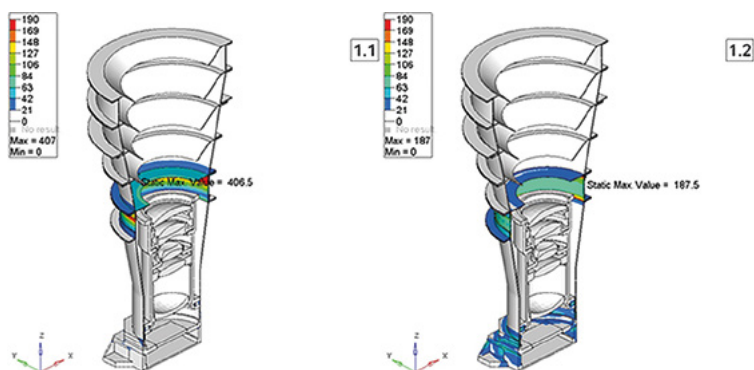 190
169
148
127
106
84
63
42
21
0
No result
Max = 407
Min = 0
Static Max. Value = 406.5
1.1
Z
Y
X
190
169
148
127
106
84
63
42
21
0
No result
Max = 187
Min = 0
Static Max. Value = 187.5
1.2
Z
Y
X